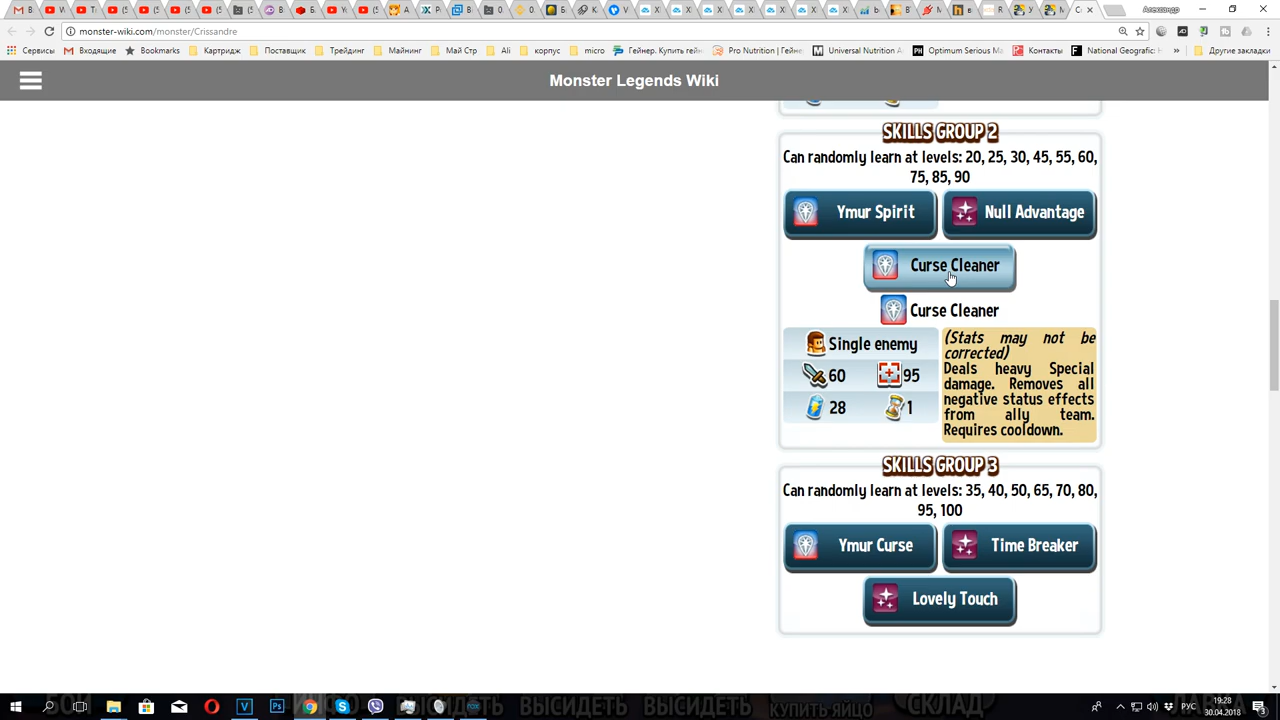 Александр
monster-wiki.com/monster/Crissandre
Сервисы
Входящие
Bookmarks
Картридж
Поставщик
Трейдинг
Майнинг
Май Стр
Ali
корпус
micro
Гейнер. Купить гейн
Pro Nutrition | Гейне
Universal Nutrition A
Optimum Serious Ma
Контакты
National Geografic: H
»
Другие закладки
Monster Legends Wiki
SKILLS GROUP 2
Can randomly learn at levels: 20, 25, 30, 45, 55, 60,
75, 85, 90
Ymur Spirit
Null Advantage
Curse Cleaner
Curse Cleaner
Single enemy
60
95
28
1
(Stats may not be
corrected)
Deals heavy Special
damage. Removes all
negative status effects
from ally team.
Requires cooldown.
SKILLS GROUP 3
Can randomly learn at levels: 35, 40, 50, 65, 70, 80,
95, 100
Ymur Curse
Time Breaker
Lovely Touch
ВЫСИДЕТЬ
ВЫСИДЕТЬ
КУПИТЬ ЯЙЦО
СКЛАД
РУС
19:28
30.04.2018